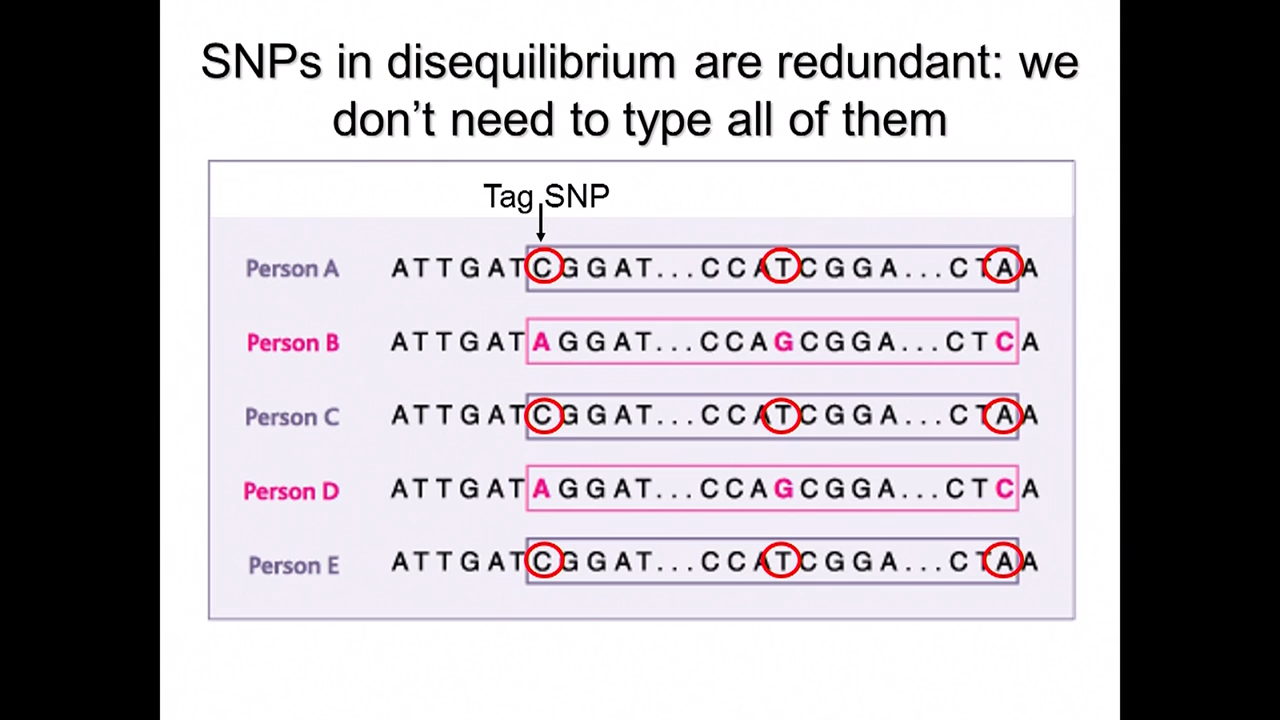 SNPs in disequilibrium are redundant: we
don't need to type all of them
Tag SNP
Person A ATTGATCGGAT...CCATCGGA...CTAA
Person B ATTGATAGGAT...CCAGCGGA...CTCA
Person C ATTGATCGGAT...CCATCGGA...CTAA
Person D ATTGATAGGAT...CCAGCGGA...CTCA
Person E ATTGATCGGAT...CCATCGGA...CTAA